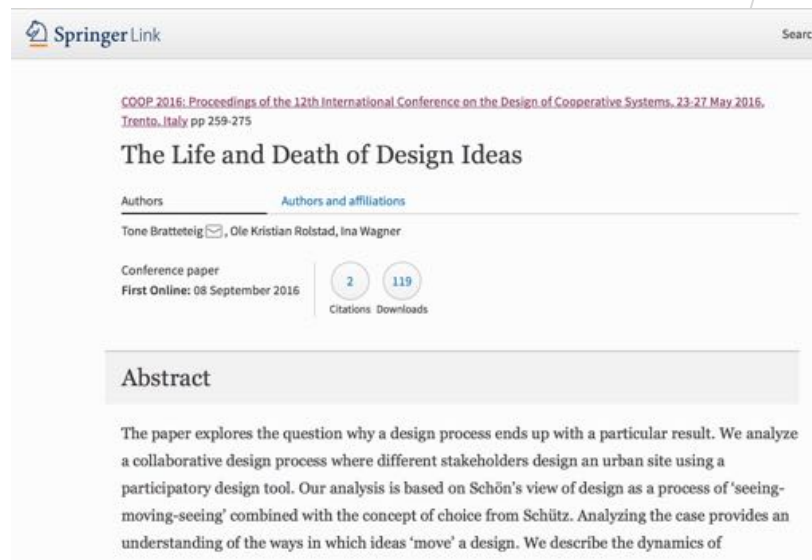 Springer Link
Searc
COOP 2016: Proceedings of the 12th International Conference on the Design of Cooperative Systems, 23-27 May 2016,
Trento, Italy pp 259-275
The Life and Death of Design Ideas
Authors
Authors and affiliations
Tone Bratteteig, Ole Kristian Rolstad, Ina Wagner
Conference paper
First Online: 08 September 2016
2
119
Citations Downloads
Abstract
The paper explores the question why a design process ends up with a particular result. We analyze
a collaborative design process where different stakeholders design an urban site using a
participatory design tool. Our analysis is based on Schön's view of design as a process of ‘seeing-
moving-seeing’ combined with the concept of choice from Schütz. Analyzing the case provides an
understanding of the ways in which ideas ‘move’ a design. We describe the dynamics of